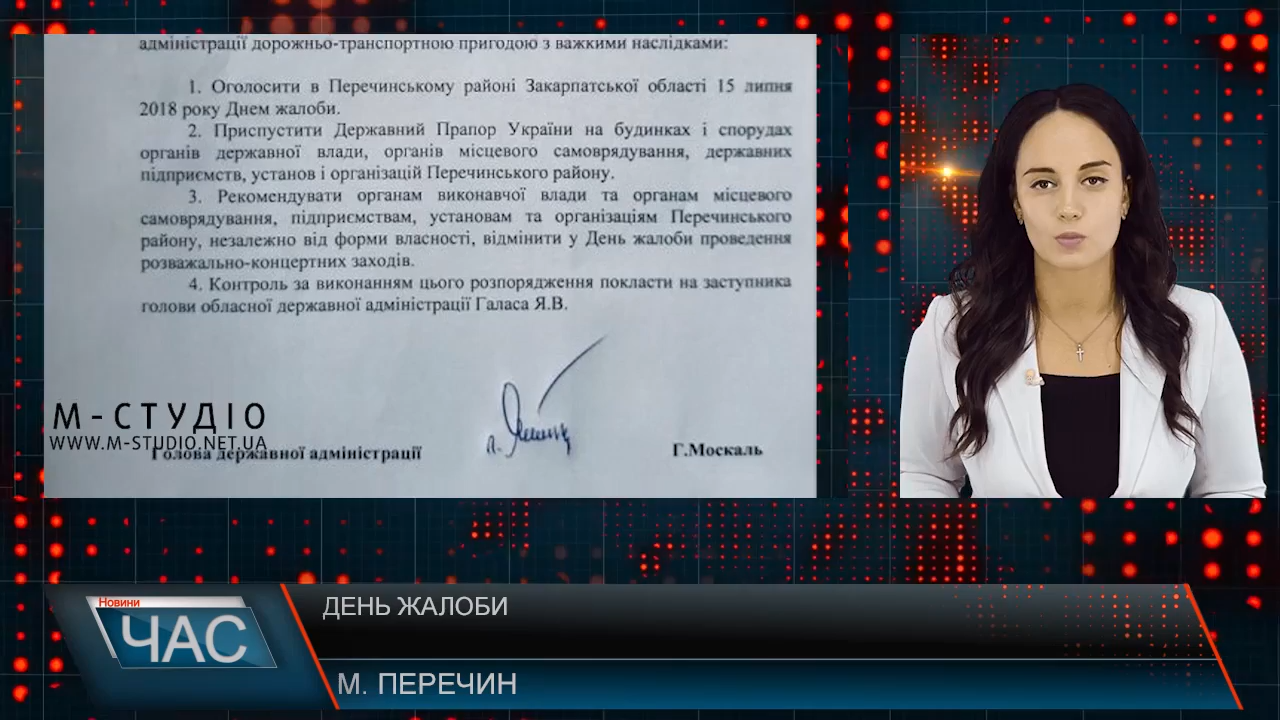 адміністрації дорожньо-транспортною пригодою з важкими наслідками:
1. Оголосити в Перечинському районі Закарпатської області 15 липня
2018 року Днем жалоби.
2. Приспустити Державний Прапор України на будинках і спорудах
органів державної влади, органів місцевого самоврядування, державних
підприємств, установ і організацій Перечинського району.
3. Рекомендувати органам виконавчої влади та органам місцевого
самоврядування, підприємствам, установам та організаціям Перечинського
району, незалежно від форми власності, відмінити у День жалоби проведення
розважально-концертних заходів.
4. Контроль за виконанням цього розпорядження покласти на заступника
голови обласної державної адміністрації Галаса Я.В.
М-СТУДІО
WWW.M-STUDIO.NET.UA
Голова державної адміністрації
Г.Москаль
Новини
ЧАС
ДЕНЬ ЖАЛОБИ
М. ПЕРЕЧИН